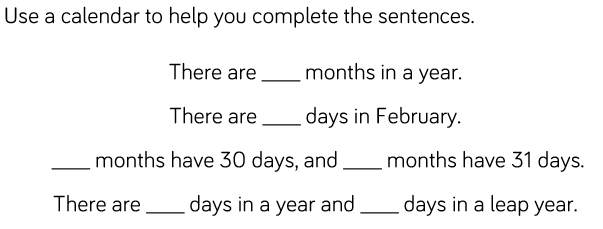 Use a calendar to help you complete the sentences.
There are ____ months in a year.
There are ____ days in February.
____ months have 30 days, and ____ months have 31 days.
There are ____ days in a year and ____ days in a leap year.